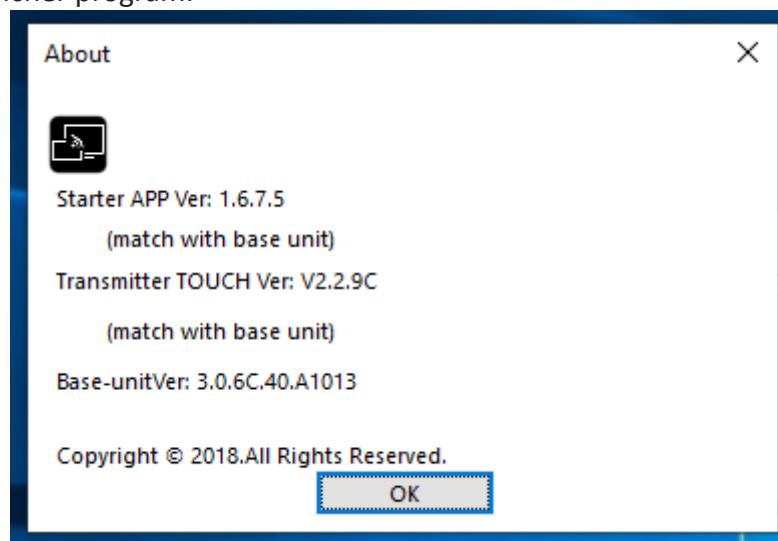 program.
About
Starter APP Ver: 1.6.7.5
(match with base unit)
Transmitter TOUCH Ver: V2.2.9C
(match with base unit)
Base-unitVer: 3.0.6C.40.A1013
Copyright © 2018.All Rights Reserved.
OK